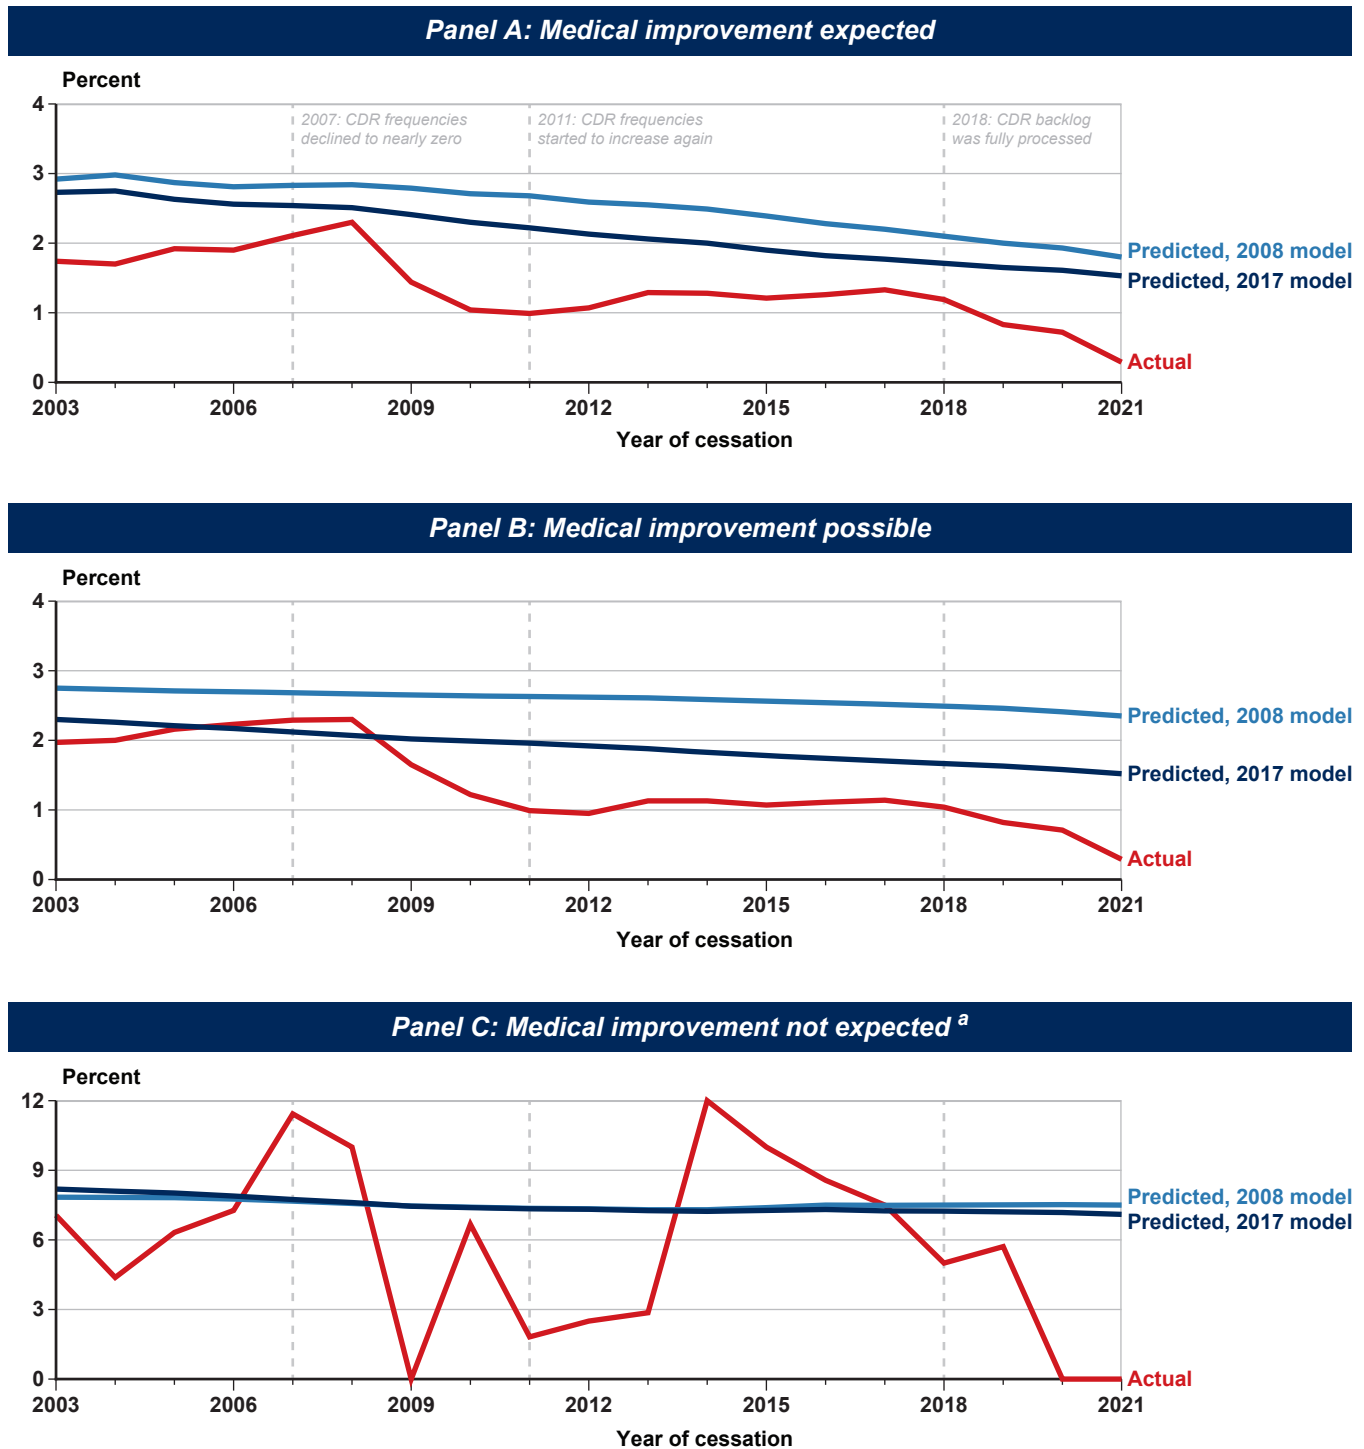 Panel A: Medical improvement expected
Percent
4
2007: CDR frequencies
declined to nearly zero
2011: CDR frequencies
started to increase again
2018: CDR backlog
was fully processed
3
2
Predicted, 2008 model
Predicted, 2017 model
1
Actual
0
2003 2006 2009 2012 2015 2018 2021
Year of cessation
Panel B: Medical improvement possible
Percent
4
3
2
Predicted, 2008 model
Predicted, 2017 model
1
Actual
0
2003 2006 2009 2012 2015 2018 2021
Year of cessation
Panel C: Medical improvement not expected a
Percent
12
9
Predicted, 2008 model
Predicted, 2017 model
6
3
0
Actual
2003 2006 2009 2012 2015 2018 2021
Year of cessation